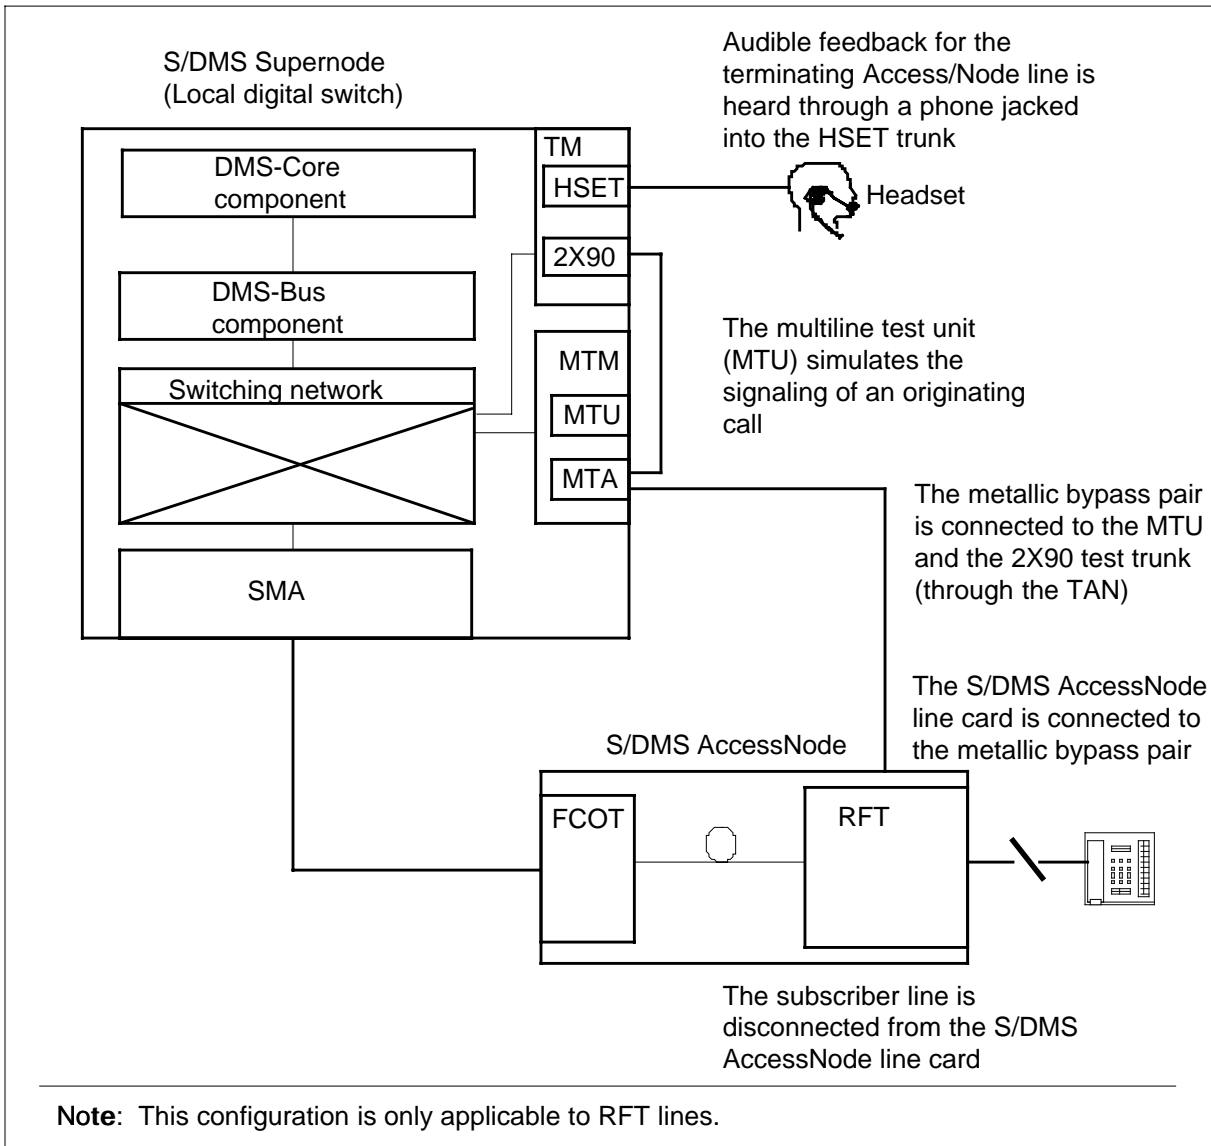 S/DMS Supernode
(Local digital switch)
Audible feedback for the
terminating Access/Node line is
heard through a phone jacked
into the HSET trunk
TM
HSET
Headset
2X90
DMS-Core
component
DMS-Bus
component
Switching network
MTM
MTU
MTA
The multiline test unit
(MTU) simulates the
signaling of an originating
call
SMA
The metallic bypass pair
is connected to the MTU
and the 2X90 test trunk
(through the TAN)
The S/DMS AccessNode
line card is connected to
the metallic bypass pair
S/DMS AccessNode
FCOT
RFT
The subscriber line is
disconnected from the S/DMS
AccessNode line card
Note: This configuration is only applicable to RFT lines.